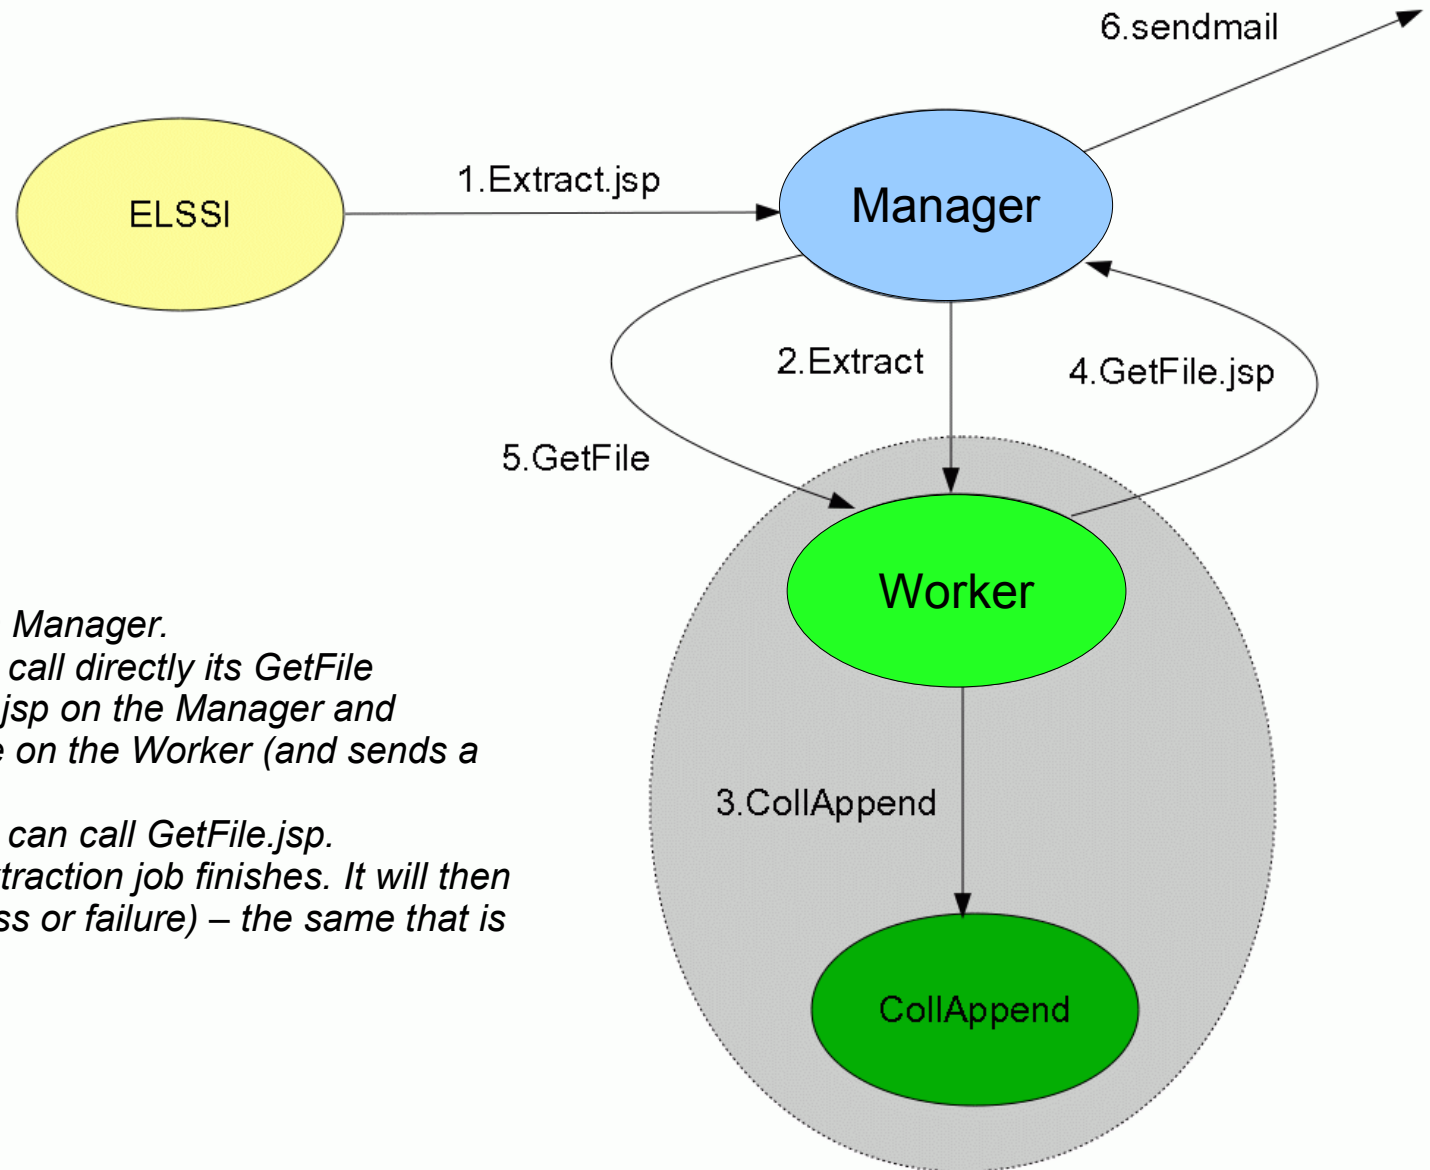 6.sendmail
1.Extract.jsp
ELSSI
Manager
2.Extract
4.GetFile.jsp
5.GetFile
Worker
Manager.
call directly its GetFile
jsp on the Manager and
on the Worker (and sends a
3.CollAppend
can call GetFile.jsp.
job finishes. It will then
or failure) – the same that is
CollAppend